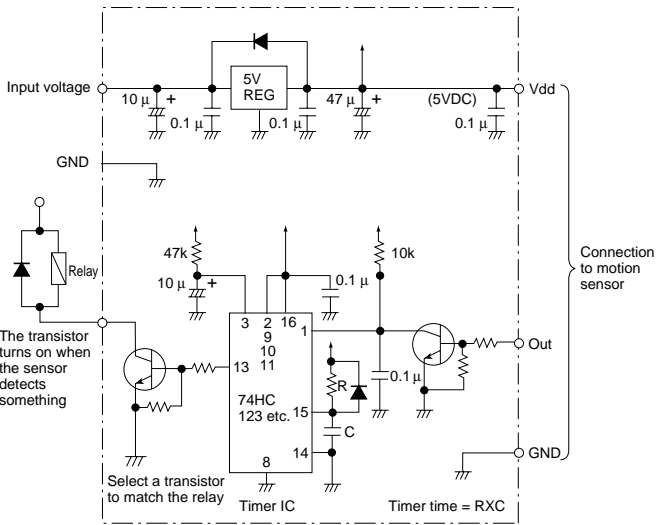 Input voltage
10 μ
+
0.1 μ
5V
REG
0.1 μ
47 μ
+
(5VDC)
0.1 μ
Vdd
GND
Relay
47k
10 μ
+
0.1 μ
10k
Connection
to motion
sensor
3
2
16
9
10
11
1
13
74HC
123 etc.
15
14
8
R
C
0.1 μ
Out
GND
The transistor
turns on when
the sensor
detects
something
Select a transistor
to match the relay
Timer IC
Timer time = RXC